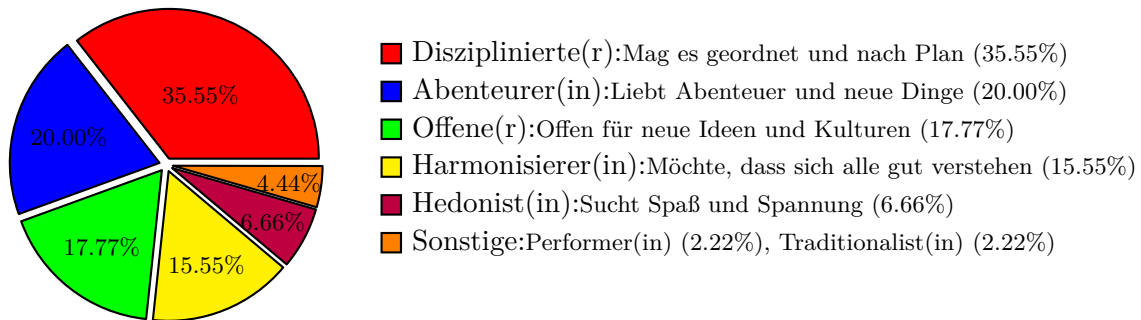 35.55%
20.00%
17.77%
15.55%
6.66%
4.44%
Disziplinierte(r):Mag es geordnet und nach Plan (35.55%)
Abenteurer(in):Liebt Abenteuer und neue Dinge (20.00%)
Offene(r):Offen für neue Ideen und Kulturen (17.77%)
Harmonisierer(in):Möchte, dass sich alle gut verstehen (15.55%)
Hedonist(in):Sucht Spaß und Spannung (6.66%)
Sonstige:Performer(in) (2.22%), Traditionalist(in) (2.22%)